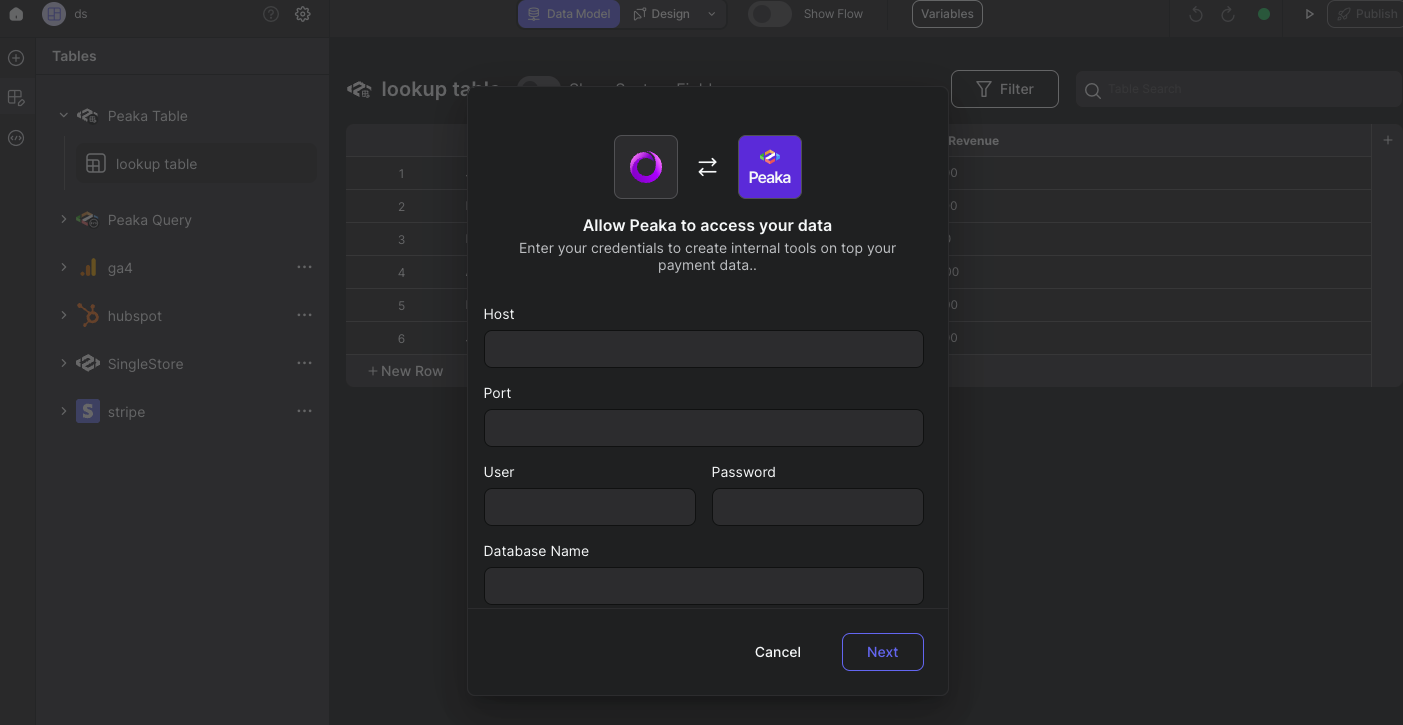 ds
Data Model
Design
Show Flow
Variables
Publish
Tables
Peaka Table
lookup table
Peaka Query
ga4
hubspot
SingleStore
S stripe
lookup table
Filter
Table Search
Revenue
1
2
3
4
5
6
+ New Row
Peaka
Allow Peaka to access your data
Enter your credentials to create internal tools on top your
payment data..
Host
Port
User
Password
Database Name
Cancel
Next